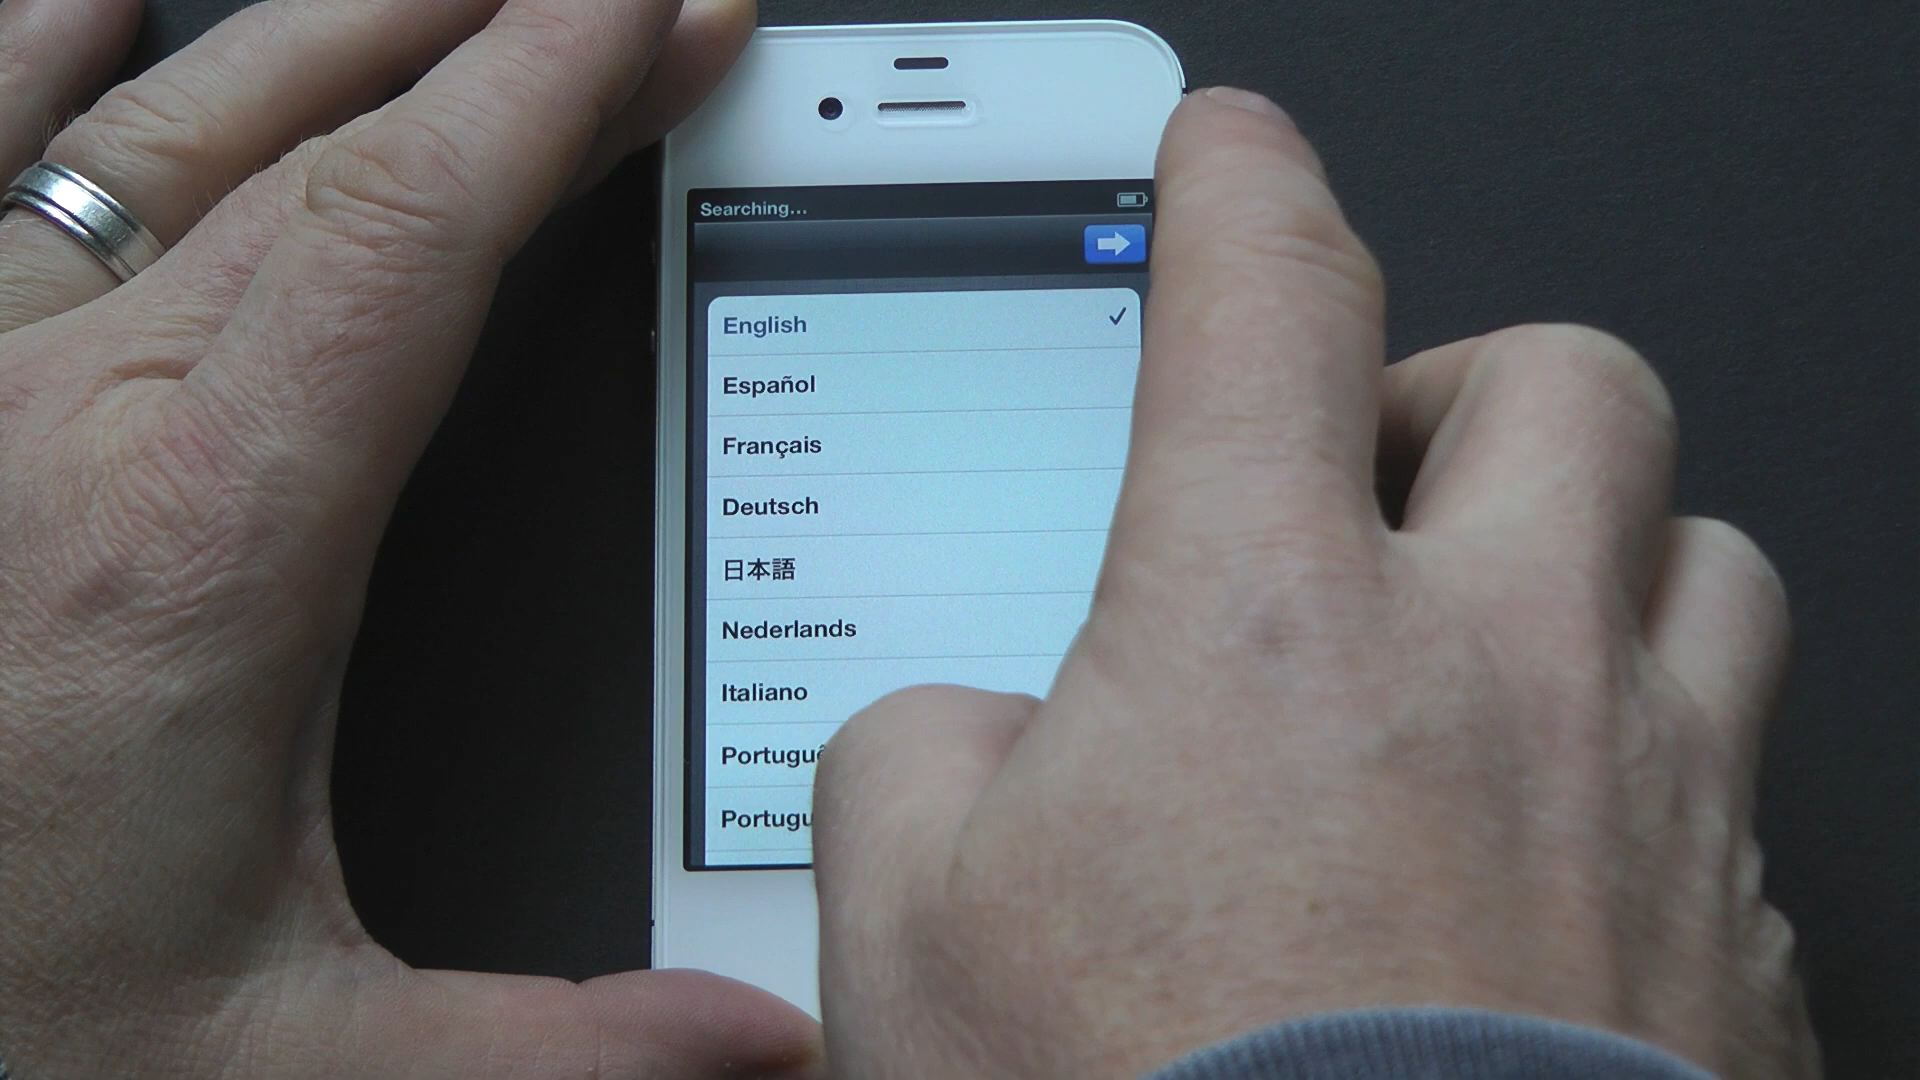 Searching...
English
Español
Français
Deutsch
日本語
Nederlands
Italiano